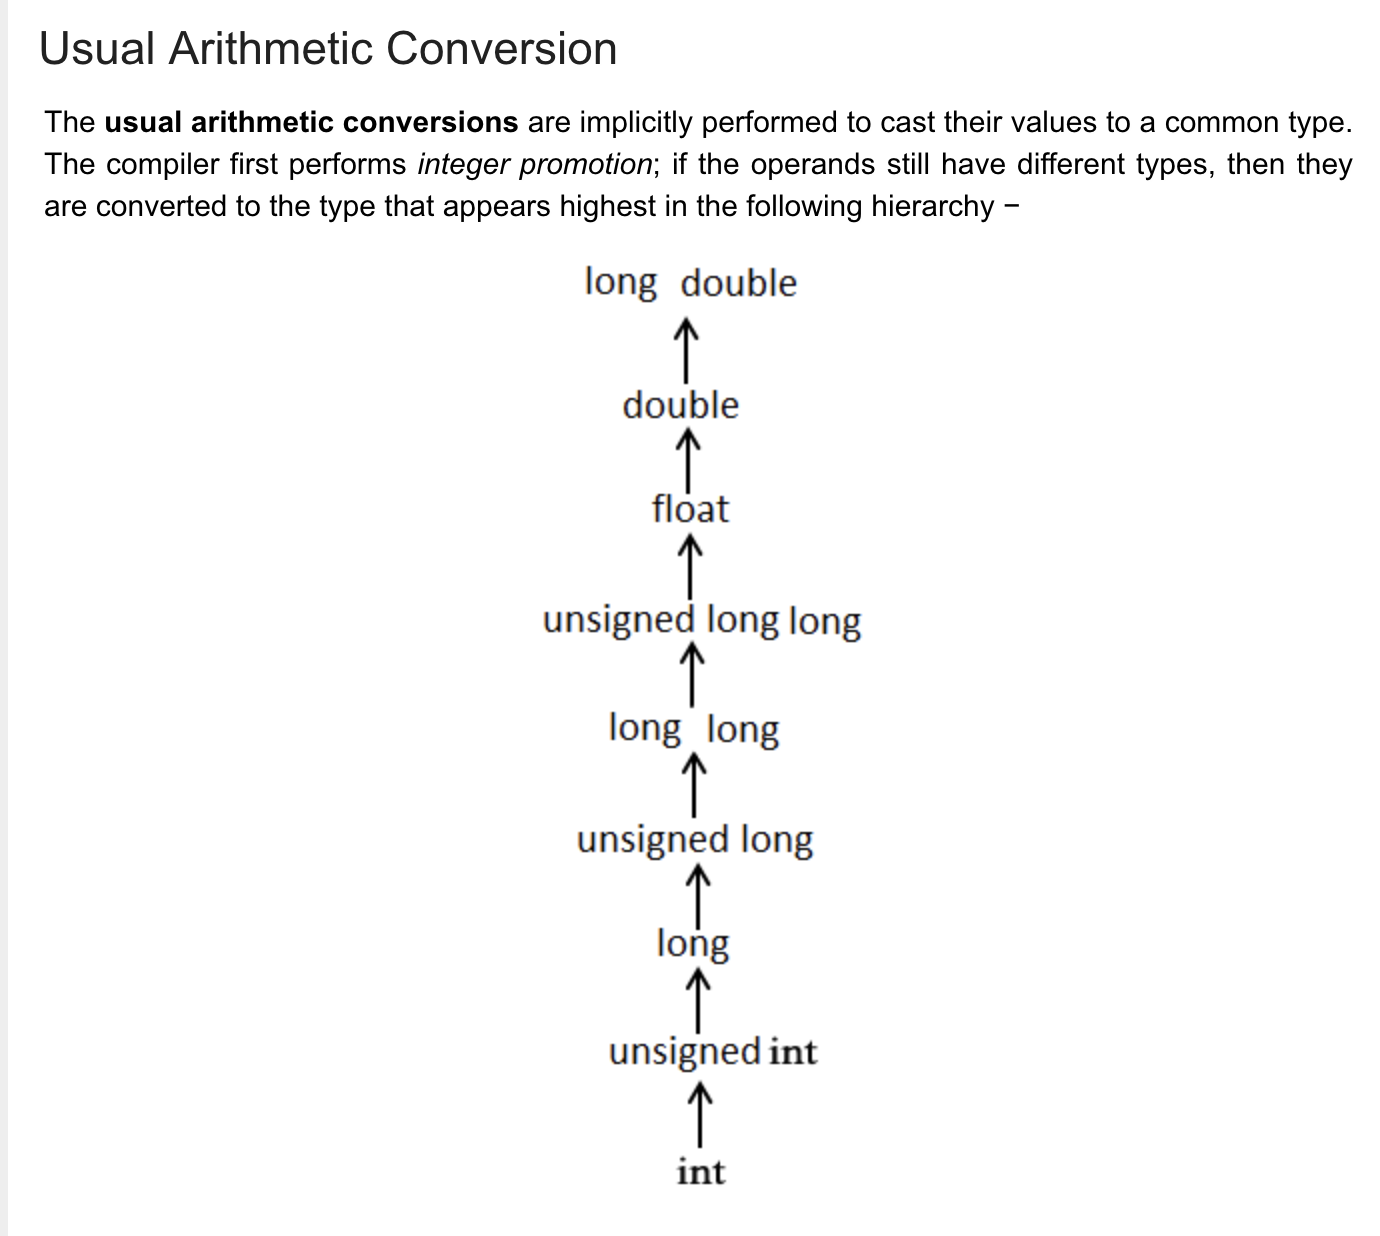 Usual Arithmetic Conversion
The usual arithmetic conversions are implicitly performed to cast their values to a common type.
The compiler first performs integer promotion; if the operands still have different types, then they
are converted to the type that appears highest in the following hierarchy −
long double
double
float
unsigned long long
long long
unsigned long
long
unsigned int
int